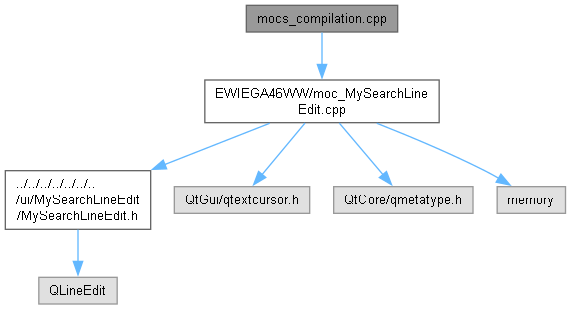 mocs_compilation.cpp
EWIEGA46WW/moc_MySearchLine
Edit.cpp
../../../../../../..
/ui/MySearchLineEdit
/MySearchLineEdit.h
QtGui/qtextcursor.h
QtCore/qmetatype.h
memory
QLineEdit